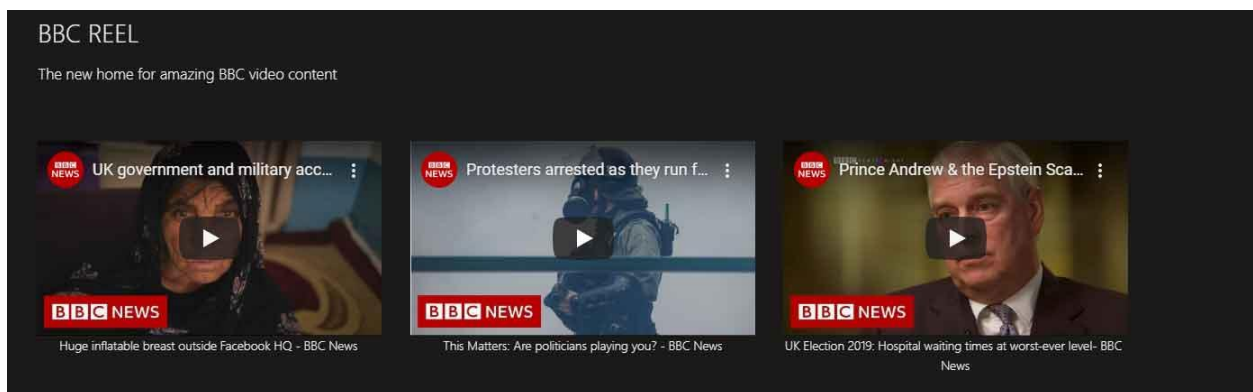 BBC REEL
The new home for amazing BBC video content
BBC NEWS UK government and military acc...
BBC NEWS
Huge inflatable breast outside Facebook HQ - BBC News
BBC NEWS Protesters arrested as they run f...
BBC NEWS
This Matters: Are politicians playing you? - BBC News
BBC NEWS Prince Andrew & the Epstein Sca...
BBC NEWS
UK Election 2019: Hospital waiting times at worst-ever level- BBC
News